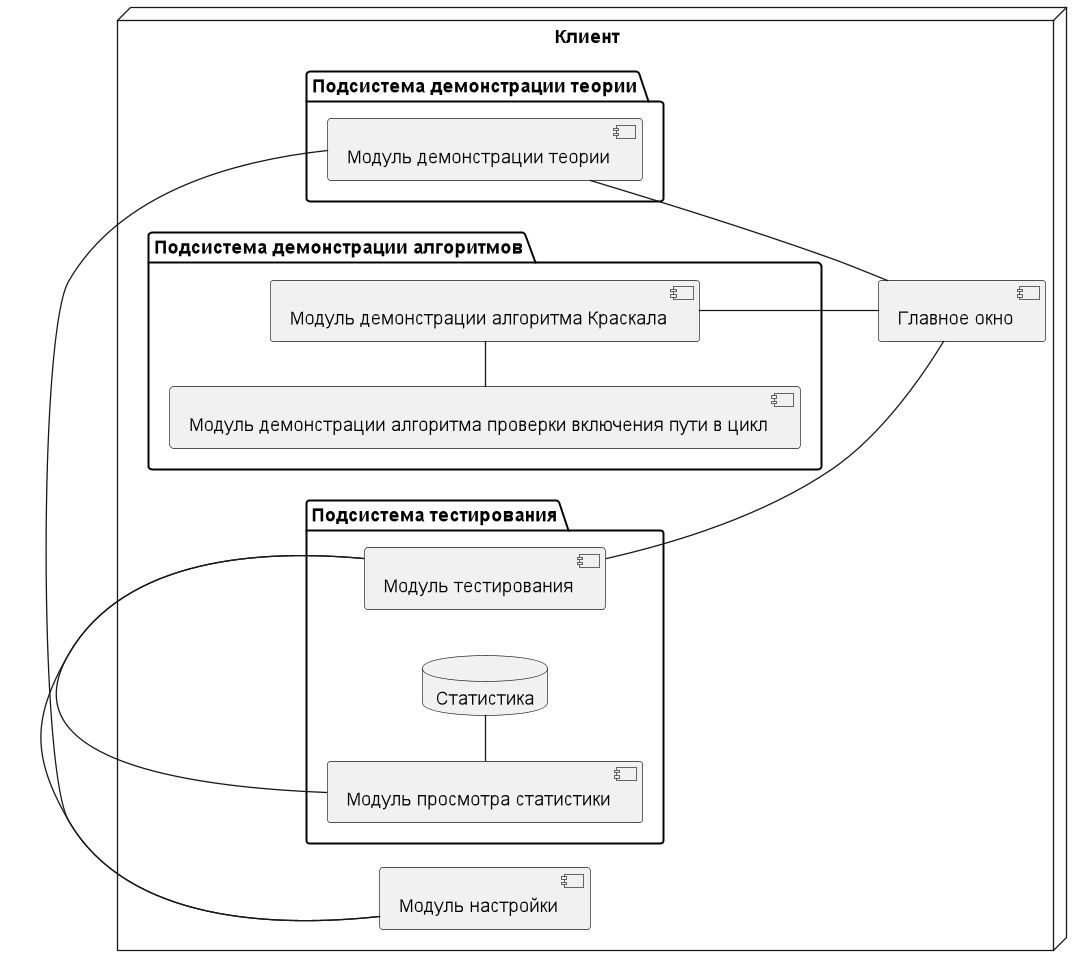 Клиент
Подсистема демонстрации теории
Модуль демонстрации теории
Подсистема демонстрации алгоритмов
Модуль демонстрации алгоритма Краскала
Главное окно
Модуль демонстрации алгоритма проверки включения пути в цикл
Подсистема тестирования
Модуль тестирования
Статистика
Модуль просмотра статистики
Модуль настройки